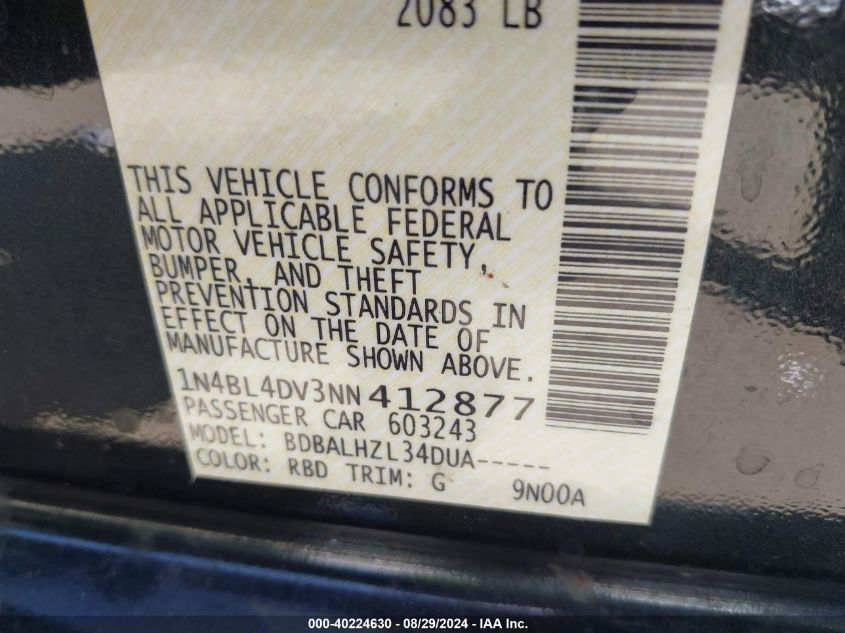 2083 LB
THIS VEHICLE CONFORMS TO
ALL APPLICABLE FEDERAL
MOTOR VEHICLE SAFETY,
BUMPER, AND THEFT
PREVENTION STANDARDS IN
EFFECT ON THE DATE OF
MANUFACTURE SHOWN ABOVE.
1N4BL4DV3NN412877
PASSENGER CAR 603243
MODEL: BDBALHZL34DUA-----
COLOR: RBD TRIM: G 9N00A
000-40224630 - 08/29/2024 - IAA Inc.